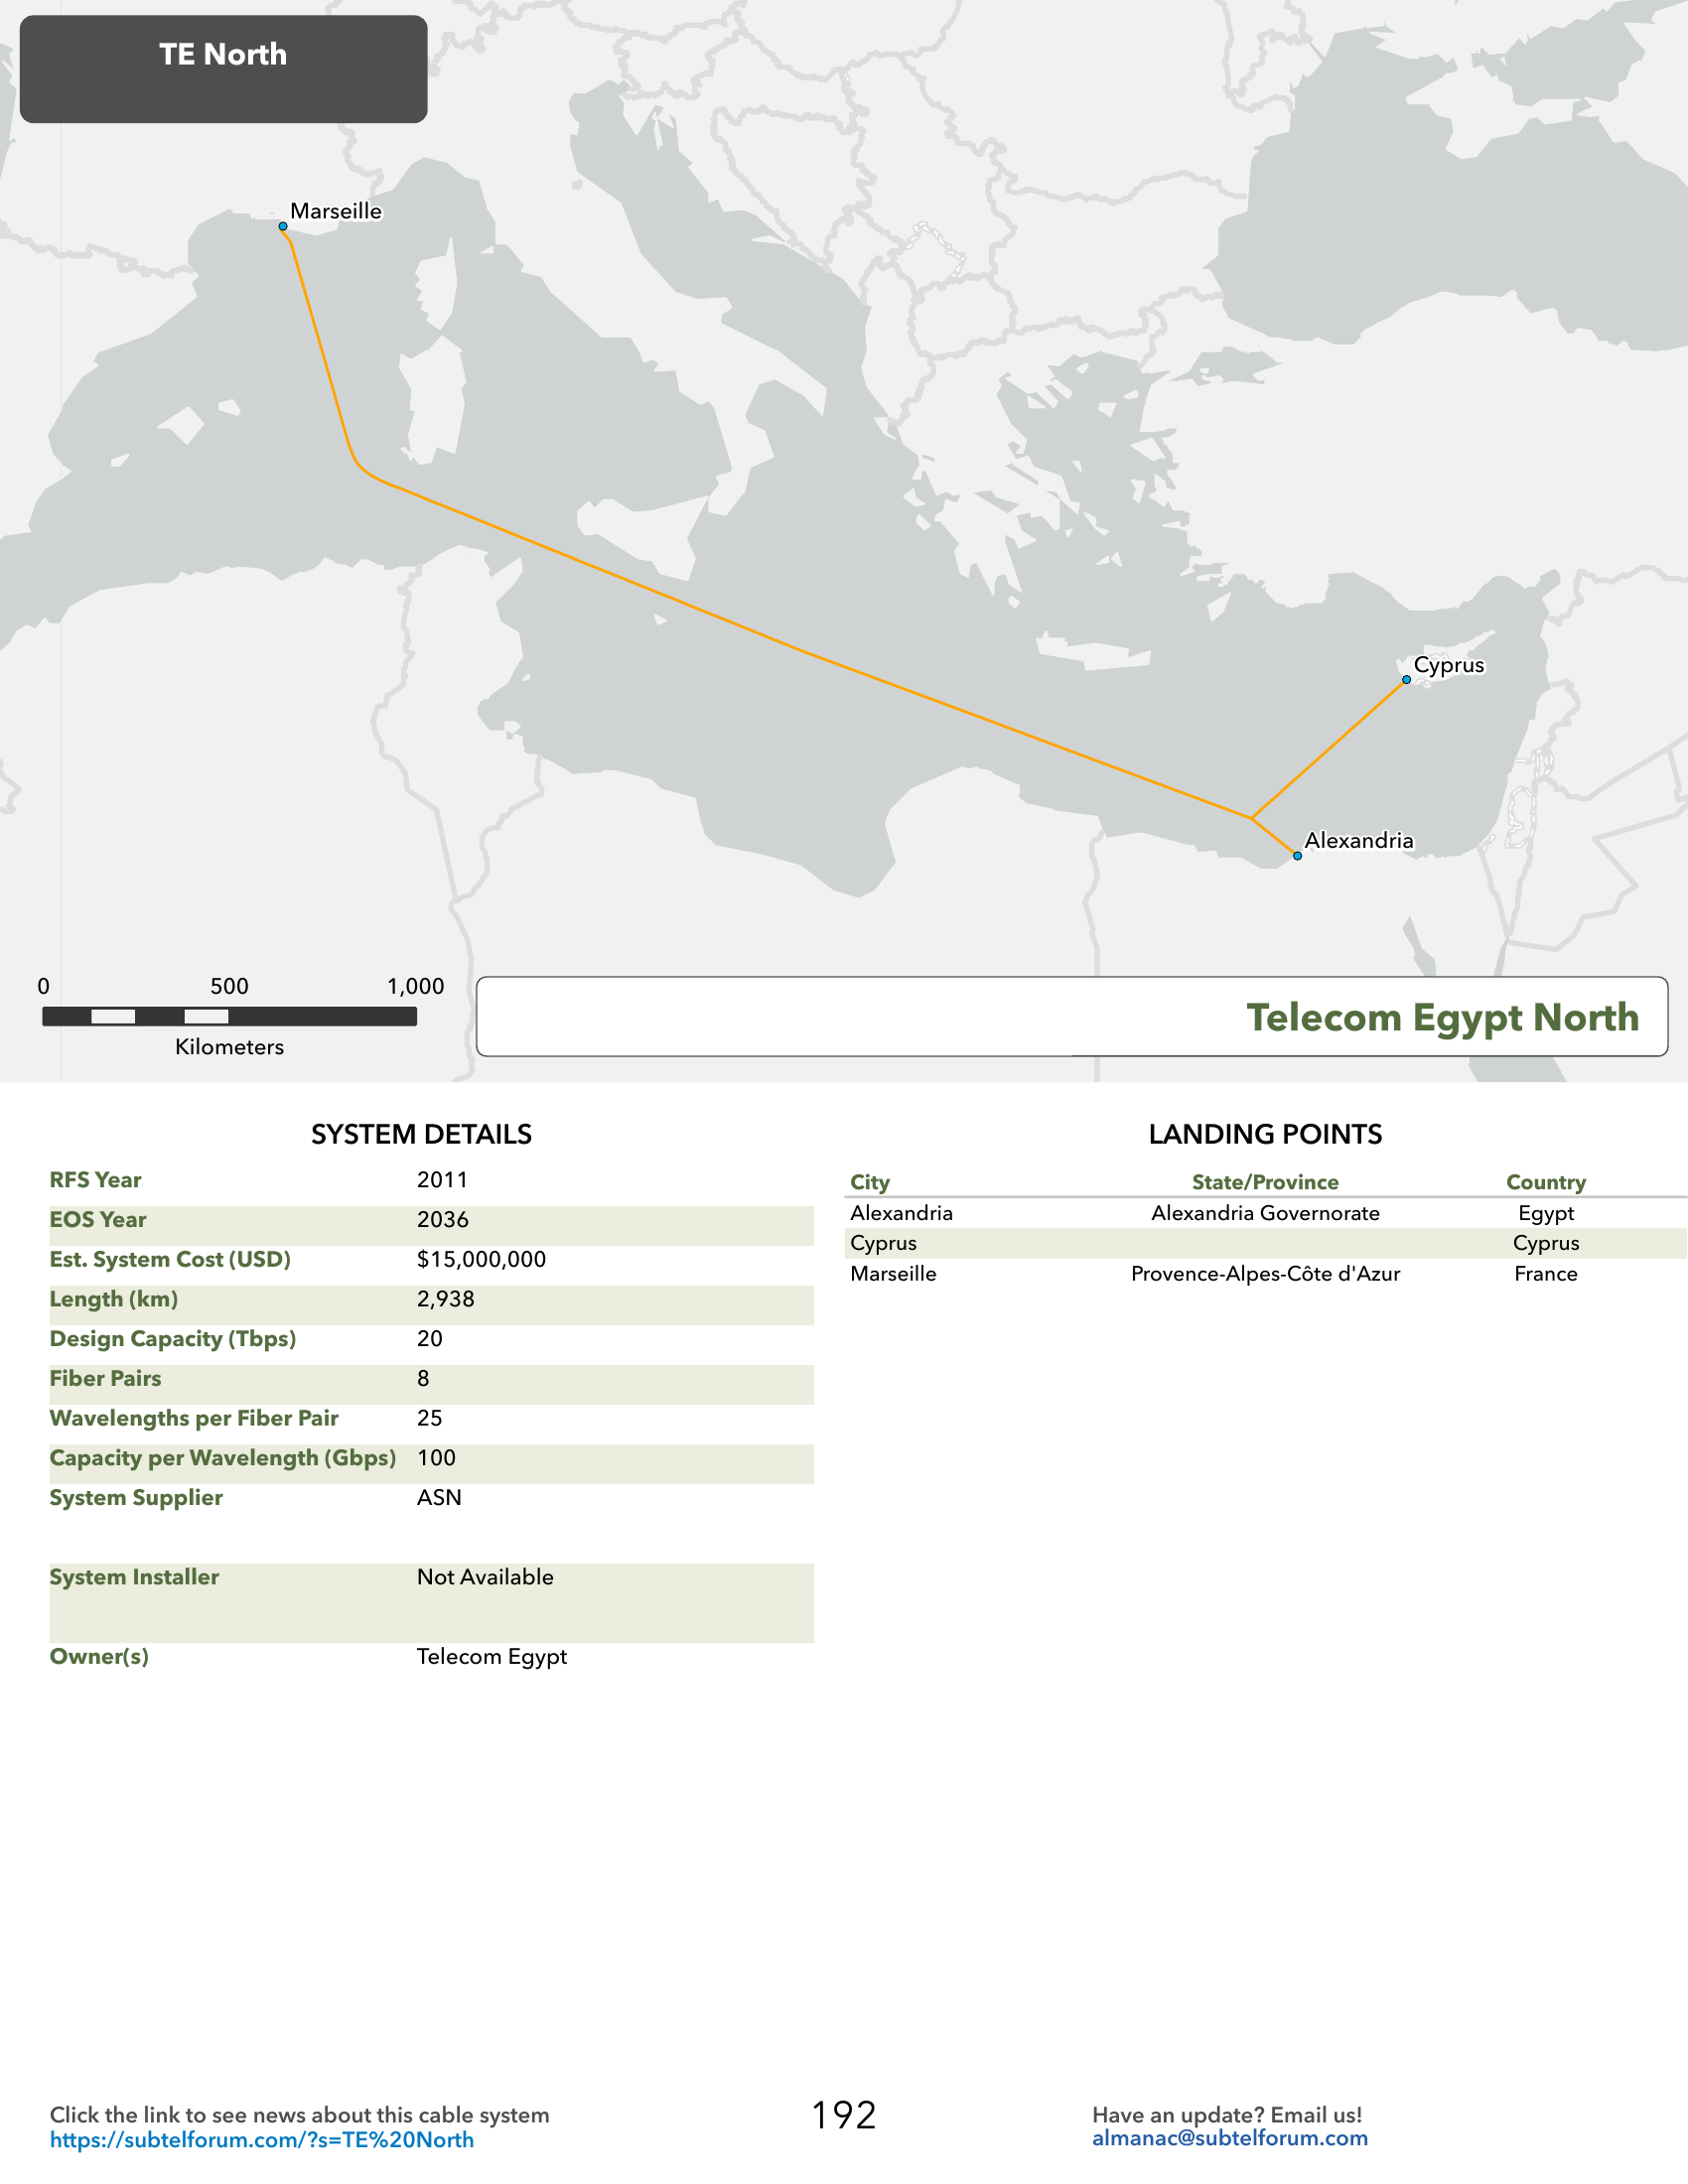 TE North
Marseille
Cyprus
Alexandria
0 500 1,000
Kilometers
Telecom Egypt North
SYSTEM DETAILS
RFS Year 2011
EOS Year 2036
Est. System Cost (USD) $15,000,000
Length (km) 2,938
Design Capacity (Tbps) 20
Fiber Pairs 8
Wavelengths per Fiber Pair 25
Capacity per Wavelength (Gbps) 100
System Supplier ASN
System Installer Not Available
Owner(s) Telecom Egypt
LANDING POINTS
City State/Province Country
Alexandria Alexandria Governorate Egypt
Cyprus Cyprus
Marseille Provence-Alpes-Côte d'Azur France
Click the link to see news about this cable system
https://subtelforum.com/?s=TE%20North
192
Have an update? Email us!
almanac@subtelforum.com